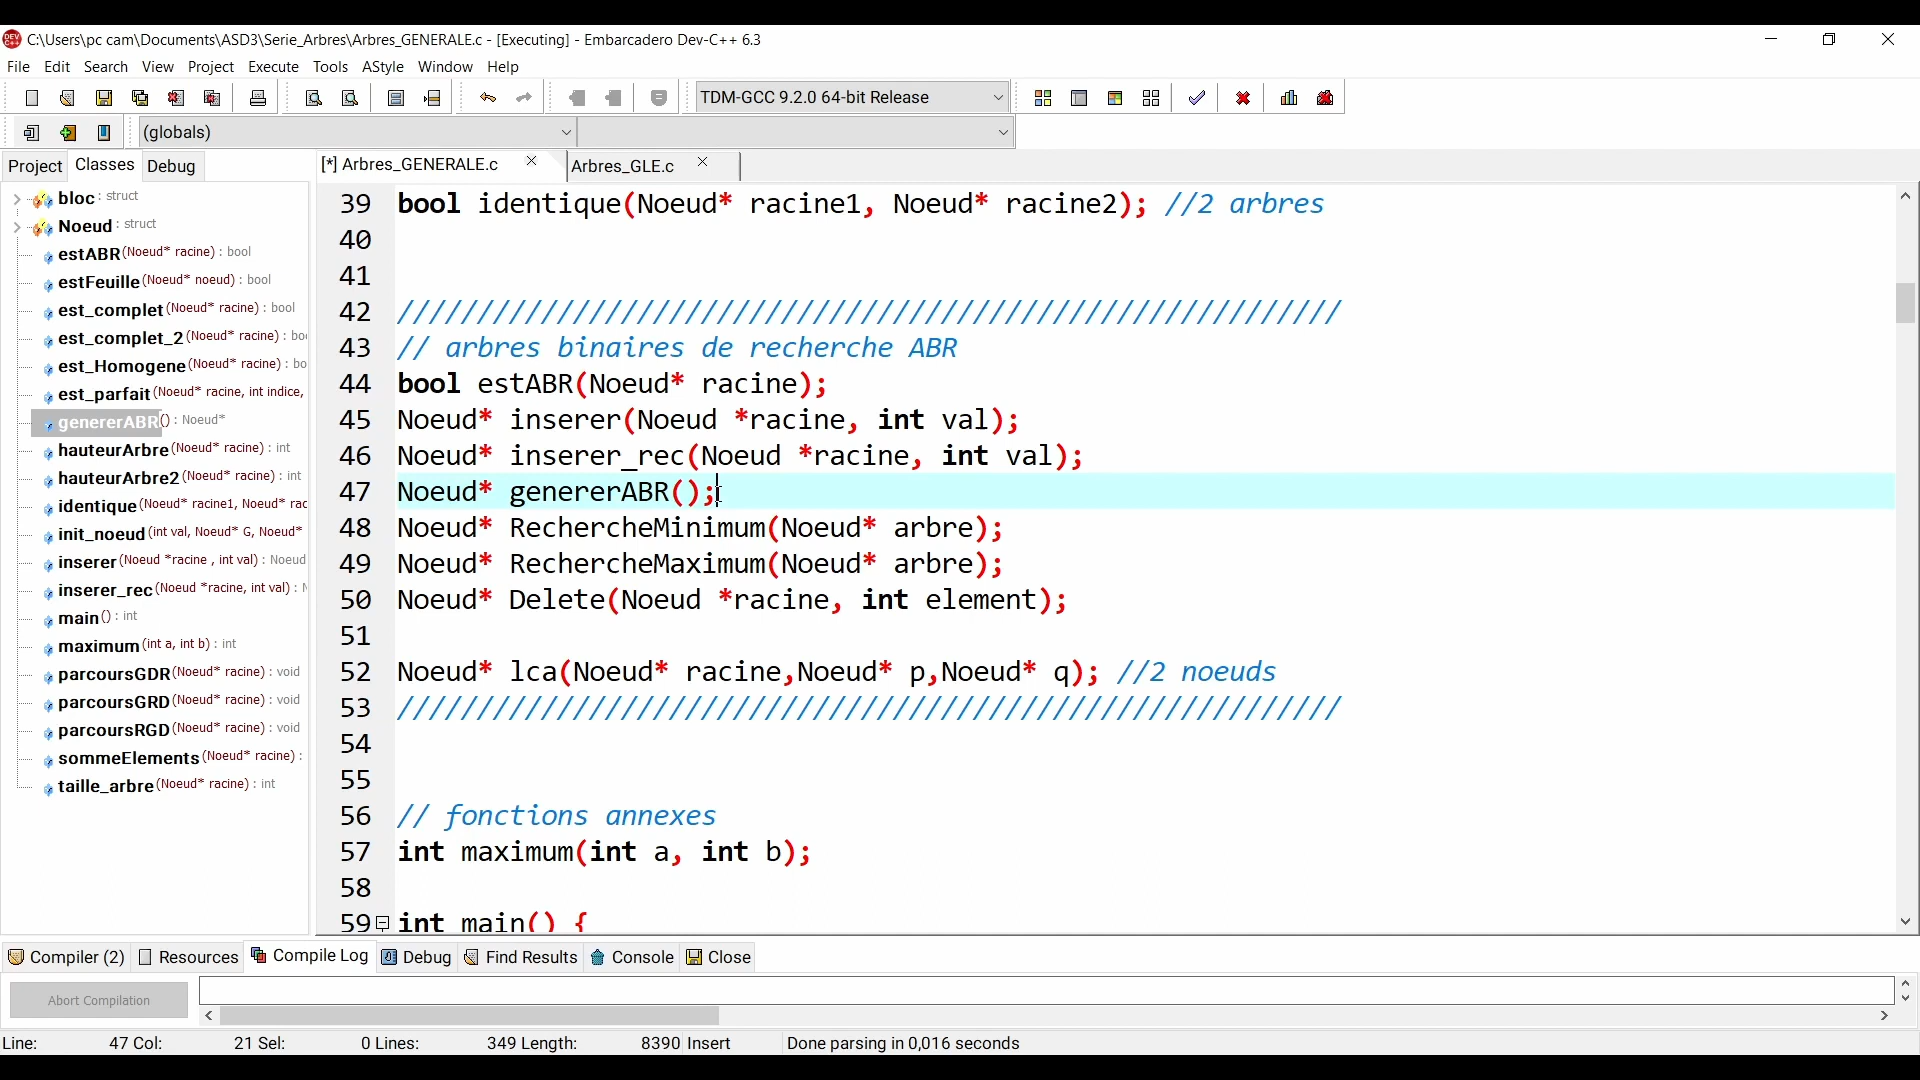 C:\Users\pc cam\Documents\ASD3\Serie_Arbres\Arbres_GENERALE.c - [Executing] - Embarcadero Dev-C++ 6.3
File Edit Search View Project Execute Tools AStyle Window Help
TDM-GCC 9.2.0 64-bit Release
(globals)
Project Classes Debug
[*] Arbres_GENERALE.c Arbres_GLE.c
bloc : struct
Noeud : struct
estABR (Noeud* racine) : bool
estFeuille (Noeud* noeud) : bool
est_complet (Noeud* racine) : bool
est_complet_2 (Noeud* racine) : boo
est_Homogene (Noeud* racine) : bo
est_parfait (Noeud* racine, int indice,
genererABR () : Noeud*
hauteurArbre (Noeud* racine) : int
hauteurArbre2 (Noeud* racine) : int
identique (Noeud* racine1, Noeud* rac
init_noeud (int val, Noeud* G, Noeud*
inserer (Noeud *racine , int val) : Noeud
inserer_rec (Noeud *racine, int val) : N
main () : int
maximum (int a, int b) : int
parcoursGDR (Noeud* racine) : void
parcoursGRD (Noeud* racine) : void
parcoursRGD (Noeud* racine) : void
sommeElements (Noeud* racine) :
taille_arbre (Noeud* racine) : int
39 bool identique(Noeud* racine1, Noeud* racine2); //2 arbres
40
41
42 ///////////////////////////////////////////////////////////
43 // arbres binaires de recherche ABR
44 bool estABR(Noeud* racine);
45 Noeud* inserer(Noeud *racine, int val);
46 Noeud* inserer_rec(Noeud *racine, int val);
47 Noeud* genererABR();
48 Noeud* RechercheMinimum(Noeud* arbre);
49 Noeud* RechercheMaximum(Noeud* arbre);
50 Noeud* Delete(Noeud *racine, int element);
51
52 Noeud* lca(Noeud* racine,Noeud* p,Noeud* q); //2 noeuds
53 ///////////////////////////////////////////////////////////
54
55
56 // fonctions annexes
57 int maximum(int a, int b);
58
59 int main() {
Compiler (2) Resources Compile Log Debug Find Results Console Close
Abort Compilation
Line: 47 Col: 21 Sel: 0 Lines: 349 Length: 8390 Insert Done parsing in 0,016 seconds